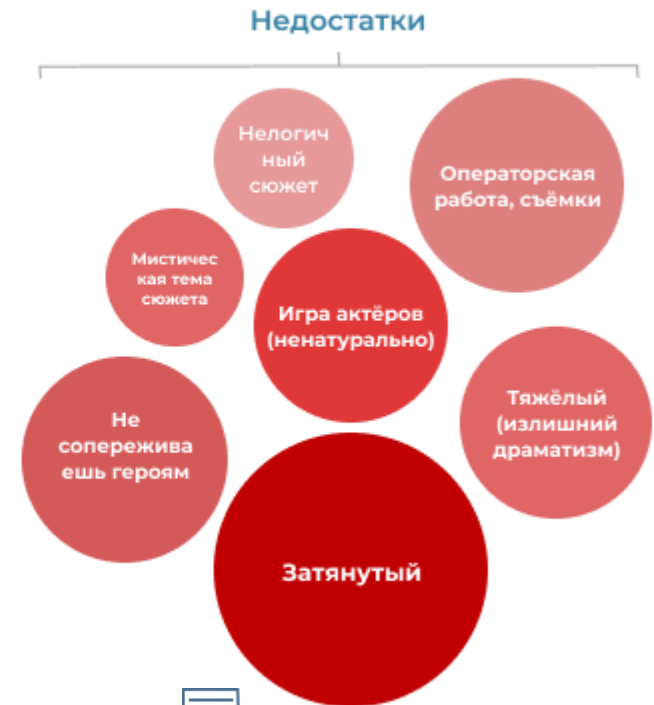 Недостатки
Нелогич
ный
сюжет
Операторская
работа, съёмки
Мистичес
кая тема
сюжета
Игра актёров
(ненатурально)
Не
сопережива
ешь героям
Тяжёлый
(излишний
драматизм)
Затянутый